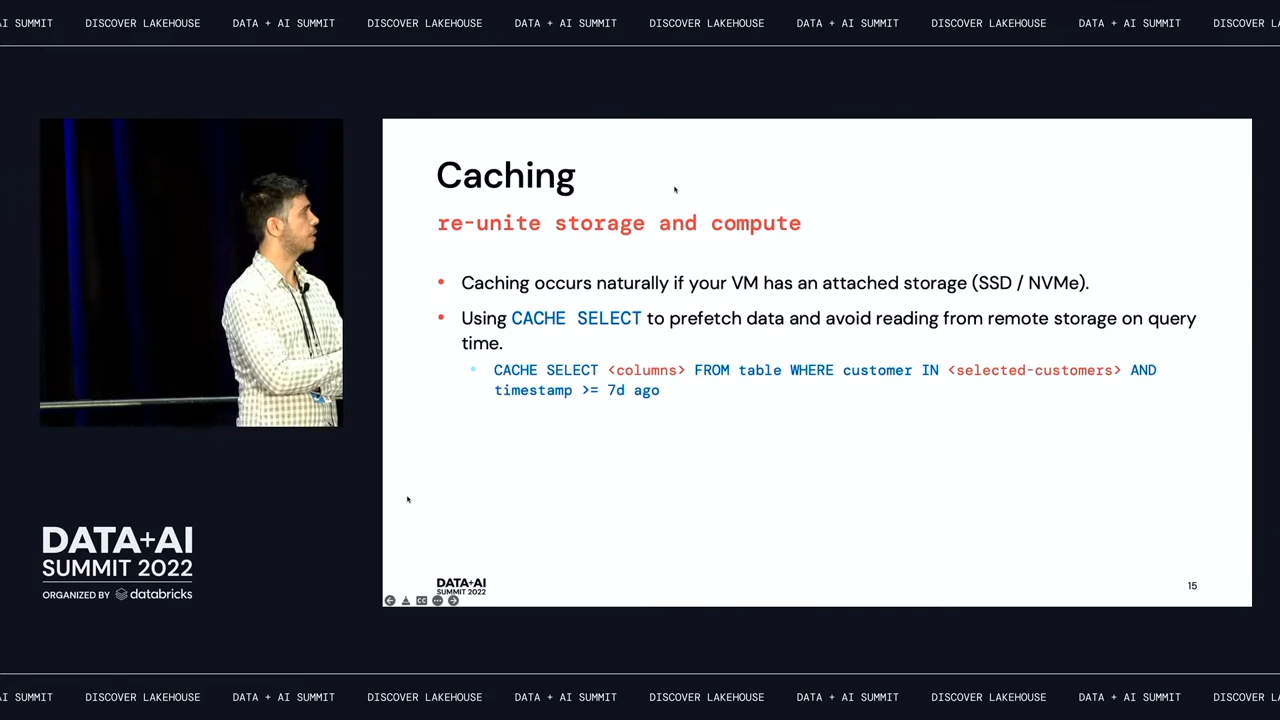 AI SUMMIT DISCOVER LAKEHOUSE DATA + AI SUMMIT DISCOVER LAKEHOUSE DATA + AI SUMMIT DISCOVER LAKEHOUSE DATA + AI SUMMIT DISCOVER LAKEHOUSE DATA + AI SUMMIT DISCOVER
Caching
re-unite storage and compute
• Caching occurs naturally if your VM has an attached storage (SSD / NVMe).
• Using CACHE SELECT to prefetch data and avoid reading from remote storage on query
time.
• CACHE SELECT <columns> FROM table WHERE customer IN <selected-customers> AND
timestamp >= 7d ago
DATA+AI
SUMMIT 2022
15
CC
DATA+AI
SUMMIT 2022
ORGANIZED BY databricks
AI SUMMIT DISCOVER LAKEHOUSE DATA + AI SUMMIT DISCOVER LAKEHOUSE DATA + AI SUMMIT DISCOVER LAKEHOUSE DATA + AI SUMMIT DISCOVER LAKEHOUSE DATA + AI SUMMIT DISCOVER